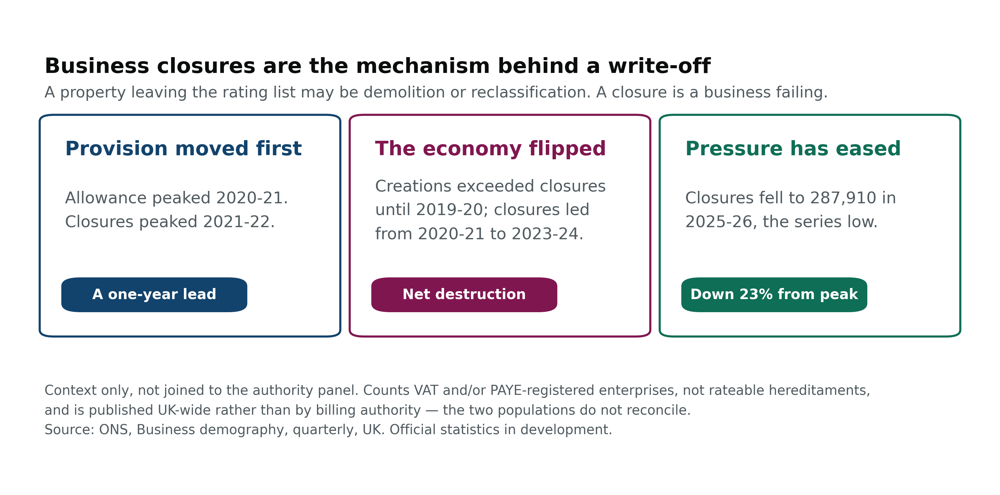 Business closures are the mechanism behind a write-off
A property leaving the rating list may be demolition or reclassification. A closure is a business failing.
Provision moved first
Allowance peaked 2020-21.
Closures peaked 2021-22.
A one-year lead
The economy flipped
Creations exceeded closures
until 2019-20; closures led
from 2020-21 to 2023-24.
Net destruction
Pressure has eased
Closures fell to 287,910 in
2025-26, the series low.
Down 23% from peak
Context only, not joined to the authority panel. Counts VAT and/or PAYE-registered enterprises, not rateable hereditaments,
and is published UK-wide rather than by billing authority — the two populations do not reconcile.
Source: ONS, Business demography, quarterly, UK. Official statistics in development.